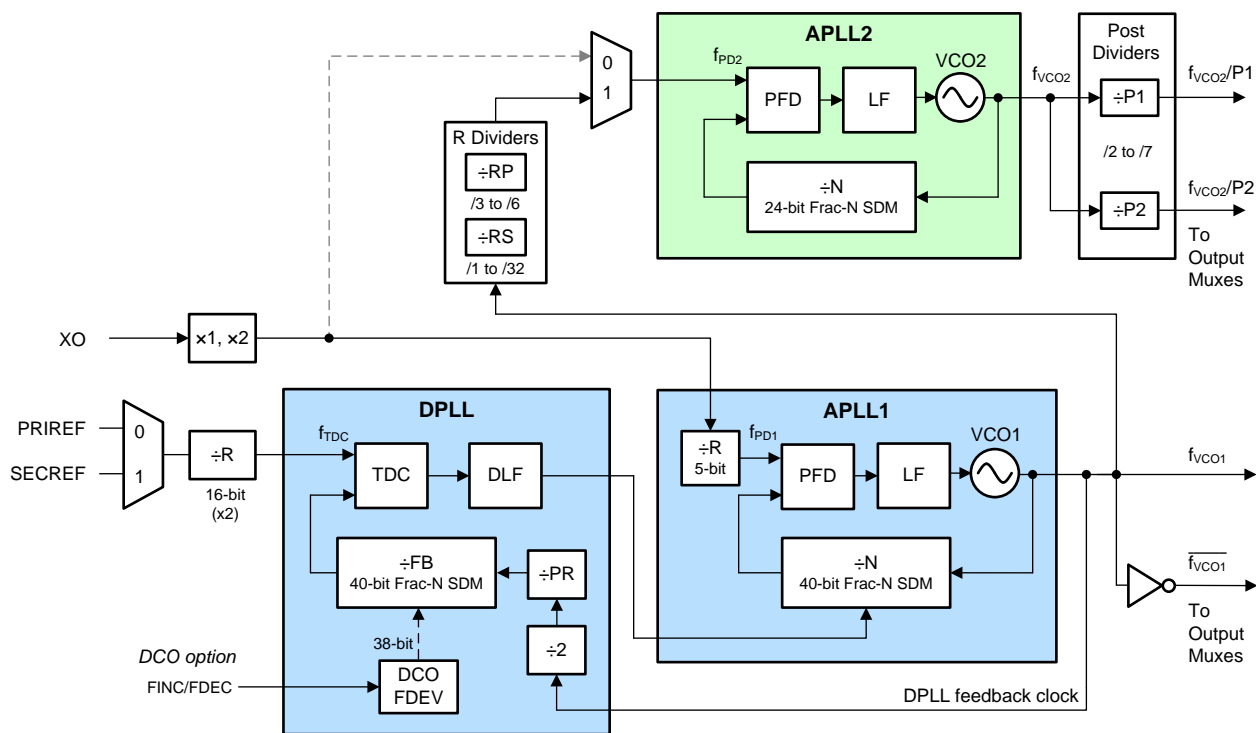 APLL2
Post
Dividers
0
1
f_PD2
PFD
LF
VCO2
f_VCO2
÷P1
f_VCO2/P1
/2 to /7
÷N
24-bit Frac-N SDM
÷P2
f_VCO2/P2
To
Output
Muxes
R Dividers
÷RP
/3 to /6
÷RS
/1 to /32
XO
×1, ×2
DPLL
PRIREF
SECREF
0
1
÷R
16-bit
(x2)
f_TDC
TDC
DLF
÷FB
40-bit Frac-N SDM
÷PR
÷2
38-bit
DCO
FDEV
DCO option
FINC/FDEC
APLL1
÷R
5-bit
f_PD1
PFD
LF
VCO1
÷N
40-bit Frac-N SDM
DPLL feedback clock
f_VCO1
f_VCO1
To
Output
Muxes